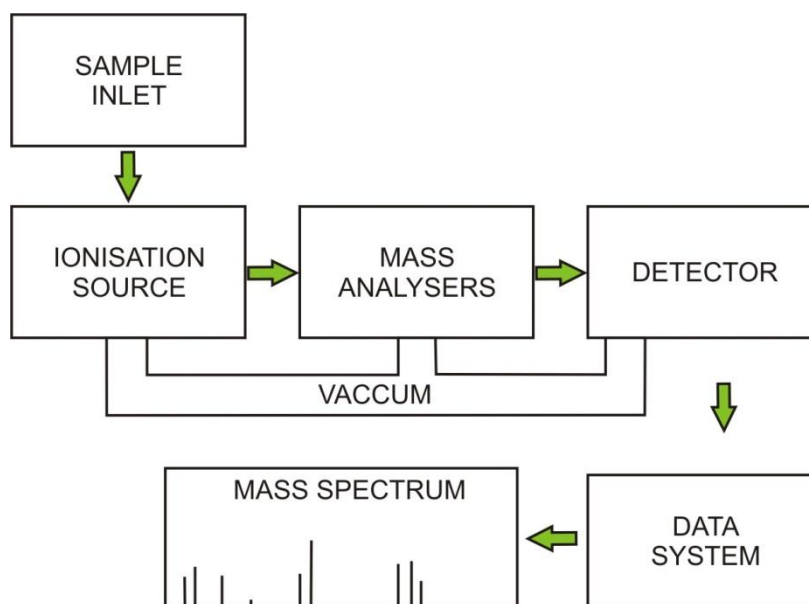 SAMPLE
INLET
IONISATION
SOURCE
MASS
ANALYSERS
DETECTOR
VACCUM
MASS SPECTRUM
DATA
SYSTEM